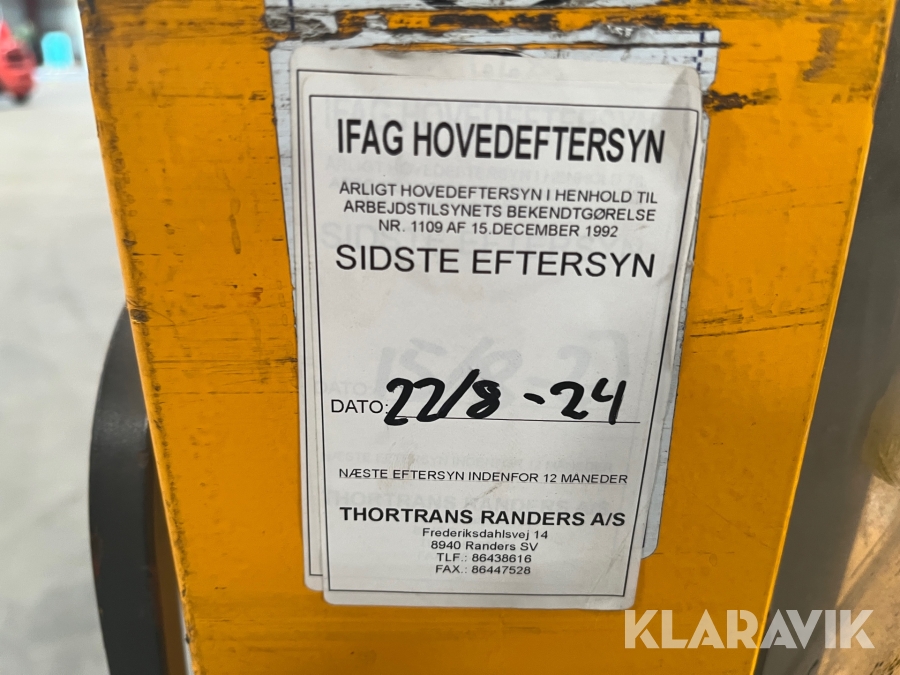 IFAG HOVEDEFTERSYN
ÅRLIGT HOVEDEFTERSYN I HENHOLD TIL
ARBEJDSTILSYNETS BEKENDTGØRELSE
NR. 1109 AF 15.DECEMBER 1992
SIDSTE EFTERSYN
DATO: 22/8-24
NÆSTE EFTERSYN INDENFOR 12 MÅNEDER
THORTRANS RANDERS A/S
Frederiksdahlsvej 14
8940 Randers SV
TLF.: 86438616
FAX.: 86447528
KLARAVIK